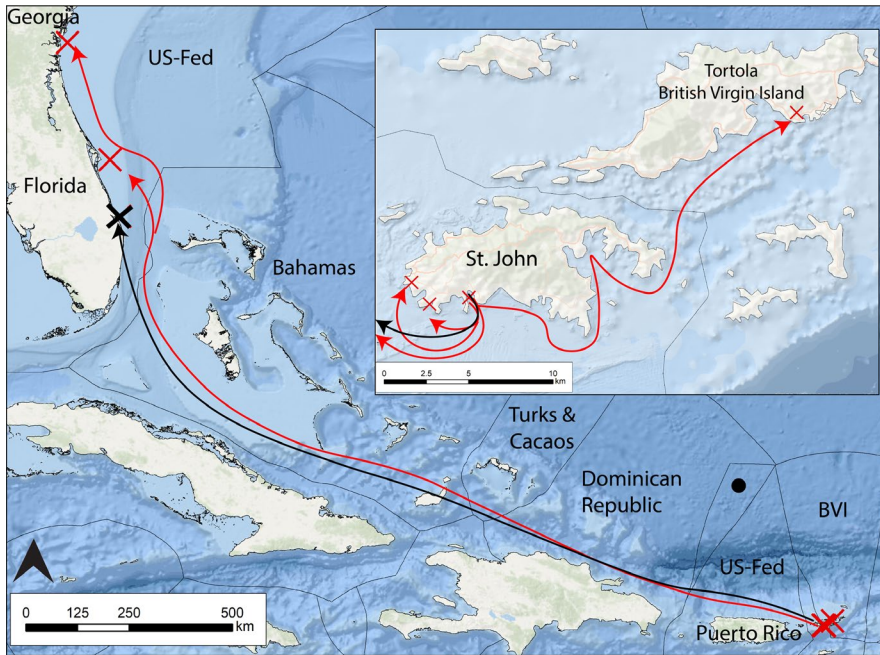 Georgia
US-Fed
Tortola
British Virgin Island
Florida
St. John
Bahamas
0 2.5 5 10
km
Turks &
Cacaos
Dominican
Republic
BVI
US-Fed
0 125 250 500
km
Puerto Rico